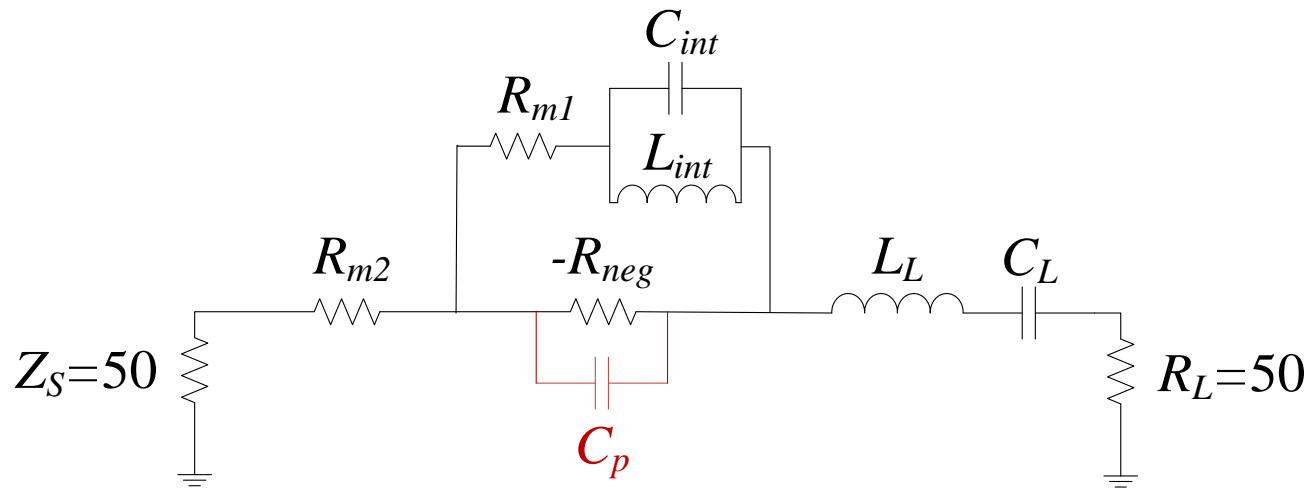 C_int
R_m1
L_int
R_m2
-R_neg
L_L
C_L
Z_S=50
R_L=50
C_p